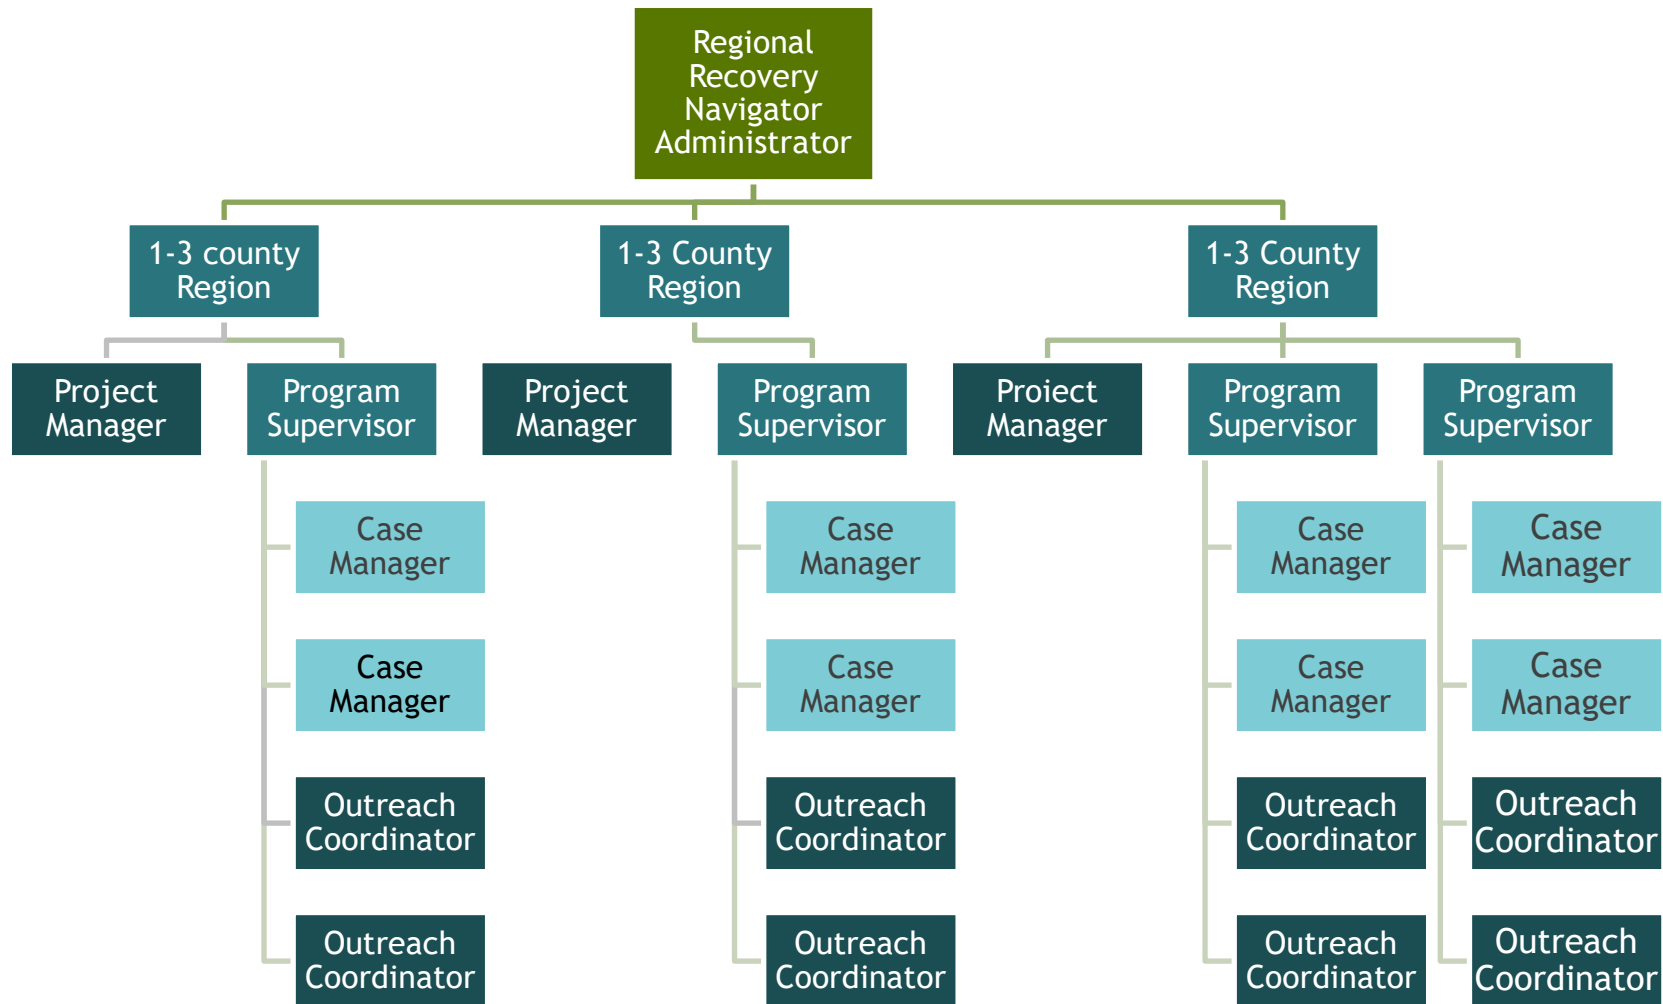 Regional
Recovery
Navigator
Administrator
1-3 county
Region
1-3 County
Region
1-3 County
Region
Project
Manager
Program
Supervisor
Project
Manager
Program
Supervisor
Proiect
Manager
Program
Supervisor
Program
Supervisor
Case
Manager
Case
Manager
Case
Manager
Case
Manager
Case
Manager
Case
Manager
Case
Manager
Case
Manager
Outreach
Coordinator
Outreach
Coordinator
Outreach
Coordinator
Outreach
Coordinator
Outreach
Coordinator
Outreach
Coordinator
Outreach
Coordinator
Outreach
Coordinator